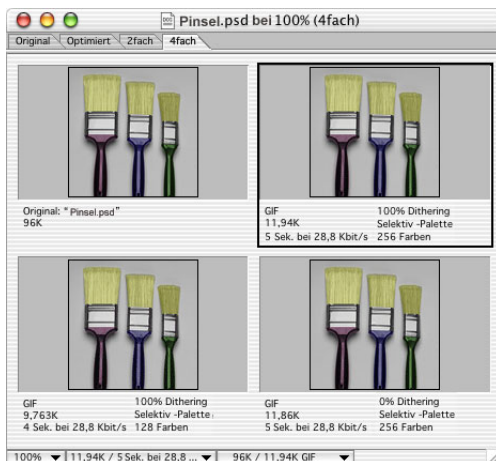 Pinsel.psd bei 100% (4fach)
Original Optimiert 2fach 4fach
Original: "Pinsel.psd"
96K
GIF 100% Dithering
11,94K Selektiv -Palette
5 Sek. bei 28,8 Kbit/s 256 Farben
GIF 100% Dithering
9,763K Selektiv -Palette
4 Sek. bei 28,8 Kbit/s 128 Farben
GIF 0% Dithering
11,86K Selektiv -Palette
5 Sek. bei 28,8 Kbit/s 256 Farben
100% 11,94K / 5 Sek. bei 28,8 ... 96K / 11,94K GIF